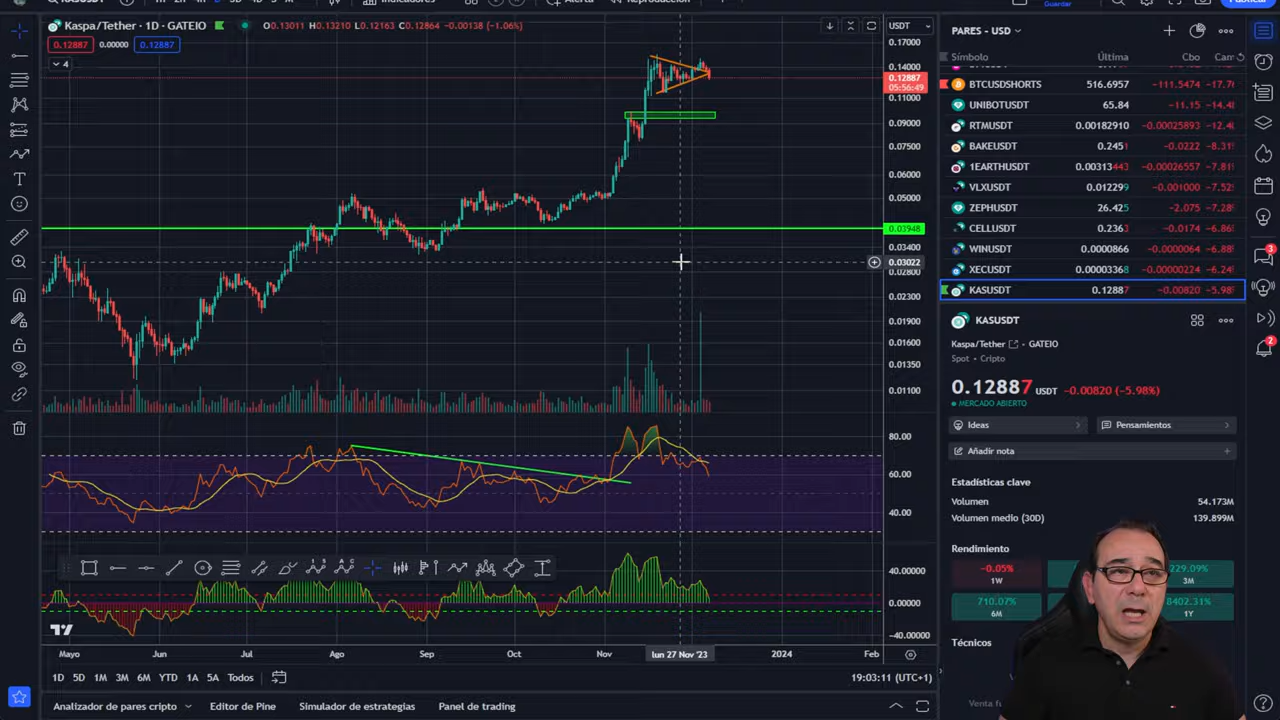 Indicadores
Alerta
Reproducción
Guardar
Publicar
Kaspa/Tether · 1D · GATEIO O0.13011 H0.13210 L0.12163 C0.12864 −0.00138 (−1.06%)
0.12887 0.00000 0.12887
4
USDT
0.17000
0.14000
0.12887
05:56:49
0.11000
0.09000
0.07500
0.06000
0.05000
0.03948
0.03400
0.03022
0.02800
0.02300
0.01900
0.01600
0.01350
0.01100
80.00
60.00
40.00
40.00000
0.00000
−40.00000
Mayo Jun Jul Ago Sep Oct Nov lun 27 Nov '23 2024 Feb
1D 5D 1M 3M 6M YTD 1A 5A Todos
19:03:11 (UTC+1)
Analizador de pares cripto Editor de Pine Simulador de estrategias Panel de trading
PARES - USD
Símbolo Última Cbo Cam
BTCUSDSHORTS 516.6957 −111.5474 −17.7
UNIBOTUSDT 65.84 −11.15 −14.4
RTMUSDT 0.00182910 −0.00025893 −12.4
BAKEUSDT 0.2451 −0.0222 −8.31
1EARTHUSDT 0.00313443 −0.00026557 −7.81
VLXUSDT 0.012299 −0.001000 −7.52
ZEPHUSDT 26.425 −2.075 −7.28
CELLUSDT 0.2363 −0.0174 −6.86
WINUSDT 0.0000866 −0.0000064 −6.88
XECUSDT 0.00003368 −0.00000224 −6.24
KASUSDT 0.12887 −0.00820 −5.98
KASUSDT
Kaspa/Tether · GATEIO
Spot · Cripto
0.12887 USDT −0.00820 (−5.98%)
MERCADO ABIERTO
Ideas
Pensamientos
Añadir nota
Estadísticas clave
Volumen 54.173M
Volumen medio (30D) 139.899M
Rendimiento
−0.05%
1W
229.09%
3M
710.07%
6M
8402.31%
1Y
Técnicos
Venta fu
3
2